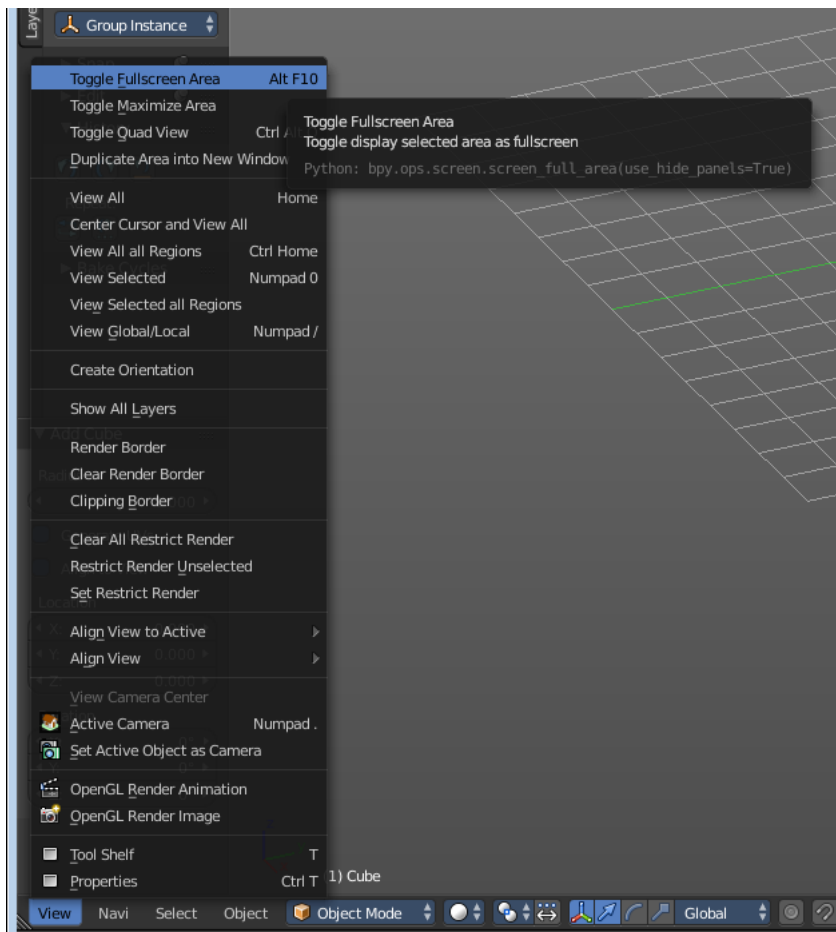 Laye
Group Instance
Toggle Fullscreen Area Alt F10
Toggle Maximize Area
Toggle Quad View Ctrl Al
Duplicate Area into New Window
Toggle Fullscreen Area
Toggle display selected area as fullscreen
Python: bpy.ops.screen.screen_full_area(use_hide_panels=True)
View All Home
Center Cursor and View All
View All all Regions Ctrl Home
View Selected Numpad 0
View Selected all Regions
View Global/Local Numpad /
Create Orientation
Show All Layers
Add Cube
Render Border
Clear Render Border
Clipping Border
Clear All Restrict Render
Restrict Render Unselected
Set Restrict Render
Location
Align View to Active
Align View
View Camera Center
Active Camera Numpad .
Set Active Object as Camera
OpenGL Render Animation
OpenGL Render Image
Tool Shelf T
Properties Ctrl T
1) Cube
View Navi Select Object Object Mode Global